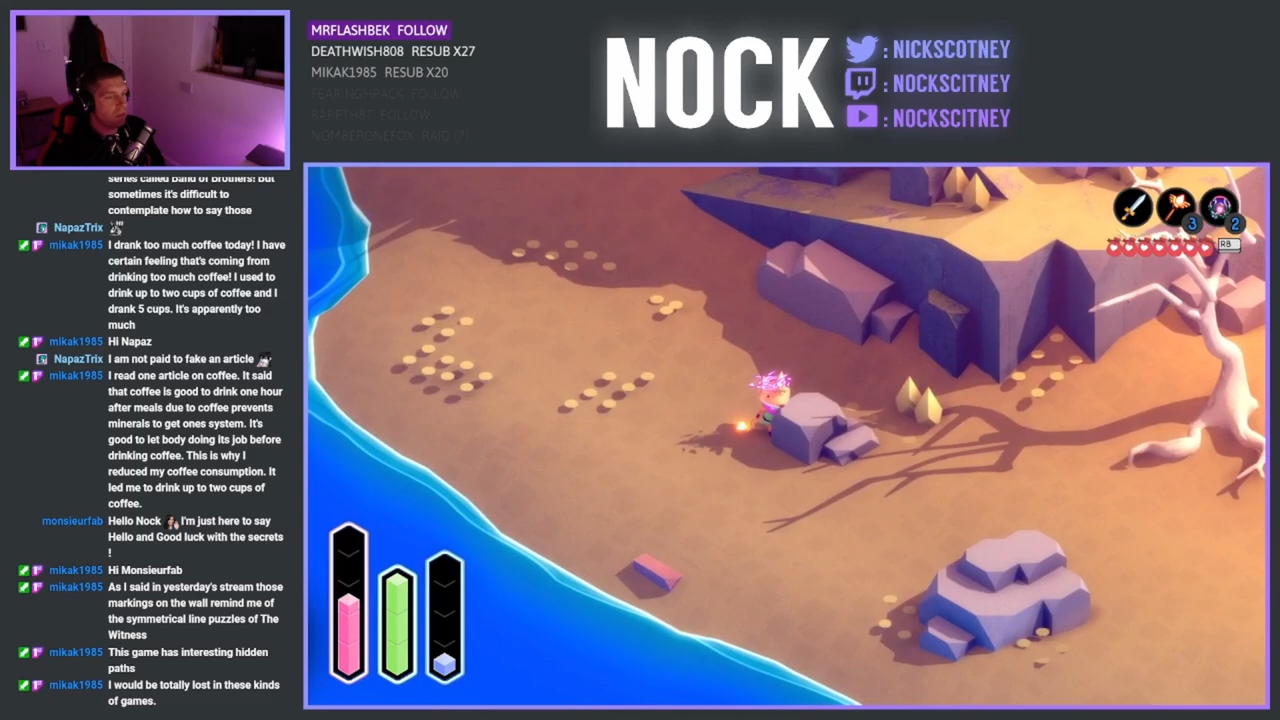 MRFLASHBEK FOLLOW
DEATHWISH808 RESUB X27
MIKAK1985 RESUB X20
FEARINGHPACK FOLLOW
NOMBERONEFOX RAID (7)
NOCK
: NICKSCOTNEY
: NOCKSCITNEY
: NOCKSCITNEY
series called Band of Brothers! But
sometimes it's difficult to
contemplate how to say those
NapazTrix
mikak1985 I drank too much coffee today! I have
certain feeling that's coming from
drinking too much coffee! I used to
drink up to two cups of coffee and I
drank 5 cups. It's apparently too
much
mikak1985 Hi Napaz
NapazTrix I am not paid to fake an article
mikak1985 I read one article on coffee. It said
that coffee is good to drink one hour
after meals due to coffee prevents
minerals to get ones system. It's
good to let body doing its job before
drinking coffee. This is why I
reduced my coffee consumption. It
led me to drink up to two cups of
coffee.
monsieurfab Hello Nock I'm just here to say
Hello and Good luck with the secrets
!
mikak1985 Hi Monsieurfab
mikak1985 As I said in yesterday's stream those
markings on the wall remind me of
the symmetrical line puzzles of The
Witness
mikak1985 This game has interesting hidden
paths
mikak1985 I would be totally lost in these kinds
of games.
3
2
RB